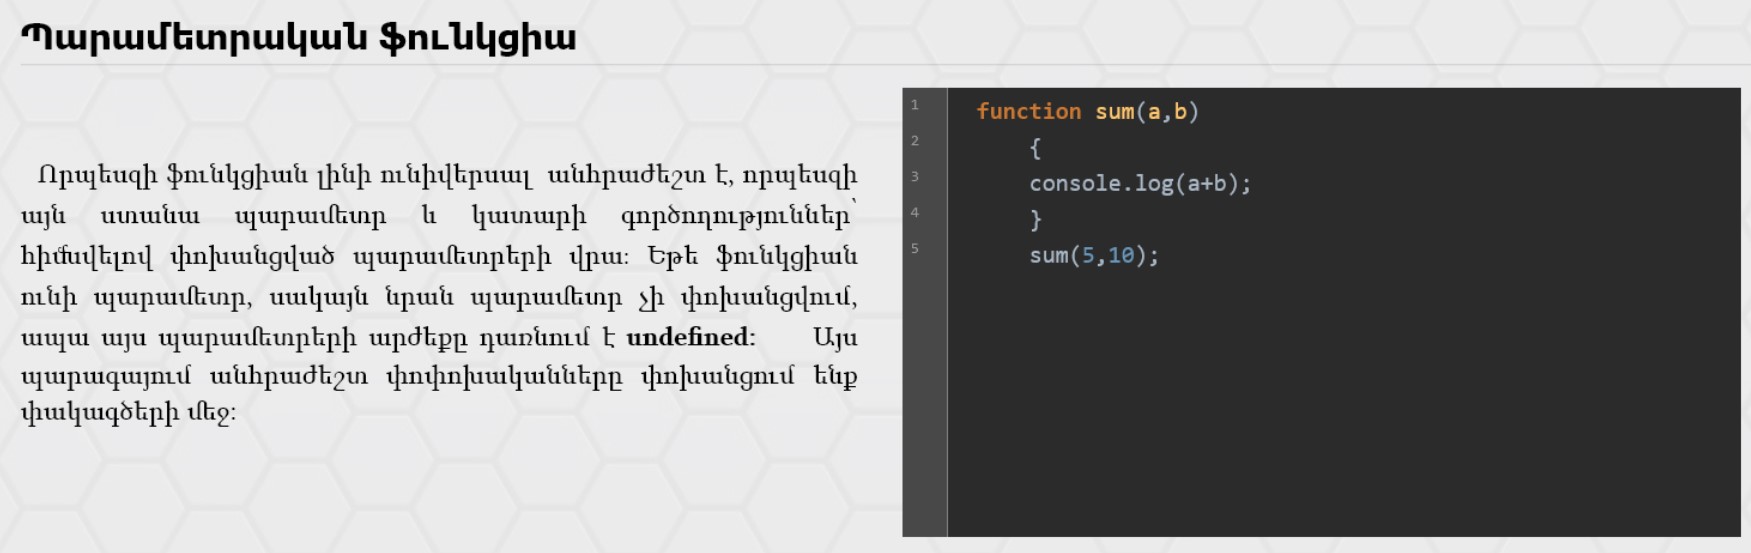 Պարամետրական ֆունկցիա
Որպեսզի ֆունկցիան լինի ունիվերսալ անհրաժեշտ է, որպեսզի
այն ստանա պարամետր և կատարի գործողություններ՝
հիմնվելով փոխանցված պարամետրերի վրա։ Եթե ֆունկցիան
ունի պարամետր, սակայն նրան պարամետր չի փոխանցվում,
ապա այս պարամետրերի արժեքը դառնում է undefined: Այս
պարագայում անհրաժեշտ փոփոխականները փոխանցում ենք
փակագծերի մեջ։
1 function sum(a,b)
2 {
3 console.log(a+b);
4 }
5 sum(5,10);